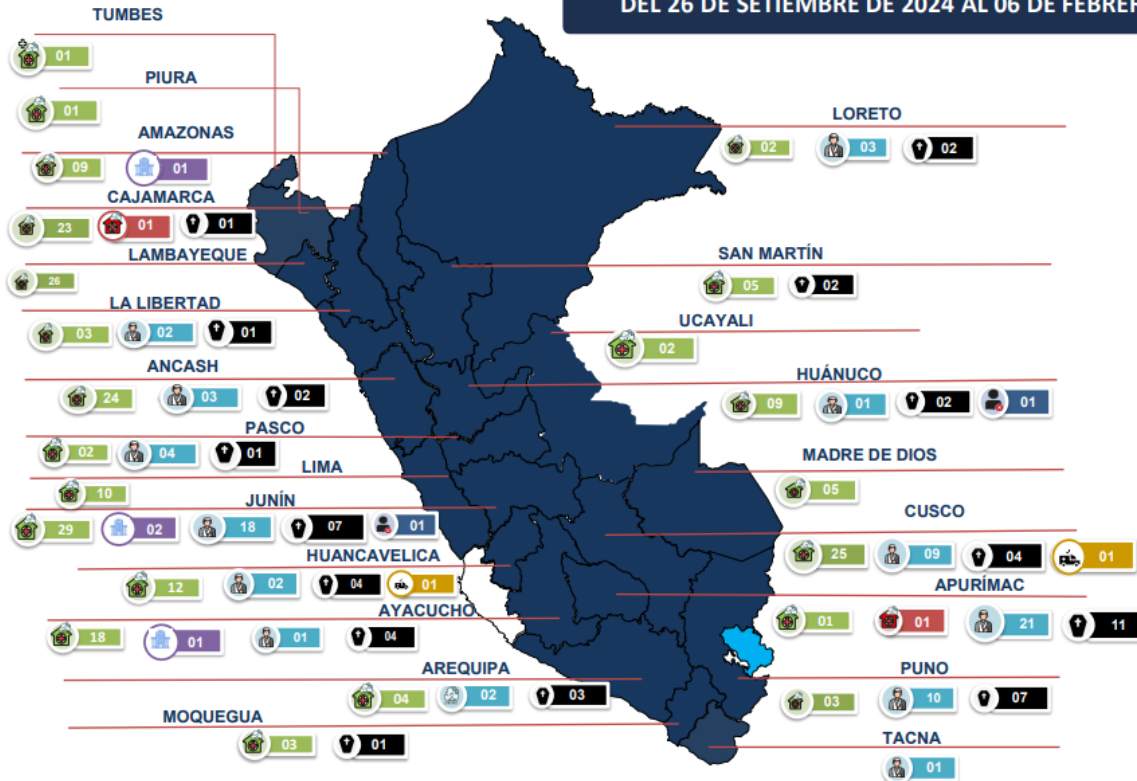 DEL 26 DE SETIEMBRE DE 2024 AL 06 DE FEBRER
TUMBES
01
PIURA
01
AMAZONAS
09 01
CAJAMARCA
23 01 01
LAMBAYEQUE
26
LA LIBERTAD
03 02 01
ANCASH
24 03 02
PASCO
02 04 01
LIMA
10
JUNÍN
29 02 18 07 01
HUANCAVELICA
12 02 04 01
AYACUCHO
18 01 01 04
AREQUIPA
04 02 03
MOQUEGUA
03 01
LORETO
02 03 02
SAN MARTÍN
05 02
UCAYALI
02
HUÁNUCO
09 01 02 01
MADRE DE DIOS
05
CUSCO
25 09 04 01
APURÍMAC
01 01 21 11
PUNO
03 10 07
TACNA
01